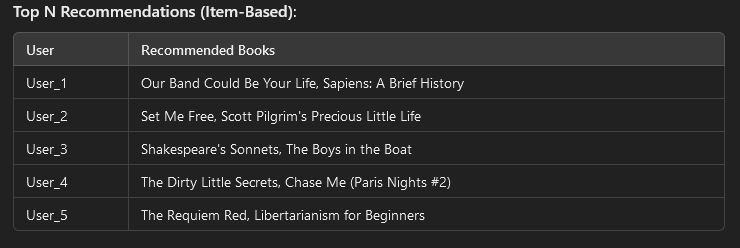 Top N Recommendations (Item-Based):
User Recommended Books
User_1 Our Band Could Be Your Life, Sapiens: A Brief History
User_2 Set Me Free, Scott Pilgrim's Precious Little Life
User_3 Shakespeare's Sonnets, The Boys in the Boat
User_4 The Dirty Little Secrets, Chase Me (Paris Nights #2)
User_5 The Requiem Red, Libertarianism for Beginners